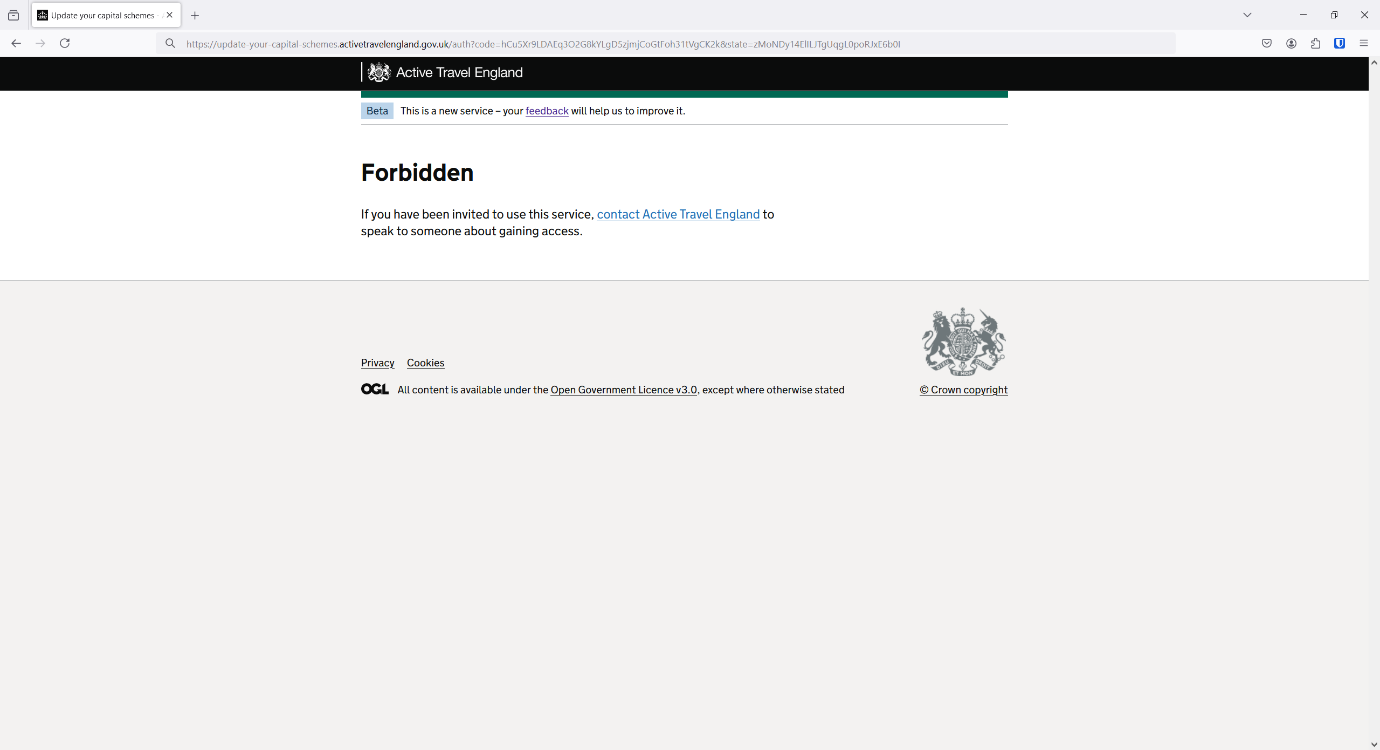 Update your capital schemes -
https://update-your-capital-schemes.activetravelengland.gov.uk/auth?code=hCu5Xr9LDAEq3O2G8kYLgD5zjmjCoGtFoh31tVgCK2k&state=zMoNDy14EliILJTgUqgL0poRJxE6b0I
Active Travel England
Beta This is a new service – your feedback will help us to improve it.
Forbidden
If you have been invited to use this service, contact Active Travel England to
speak to someone about gaining access.
Privacy Cookies
OGL All content is available under the Open Government Licence v3.0, except where otherwise stated
© Crown copyright